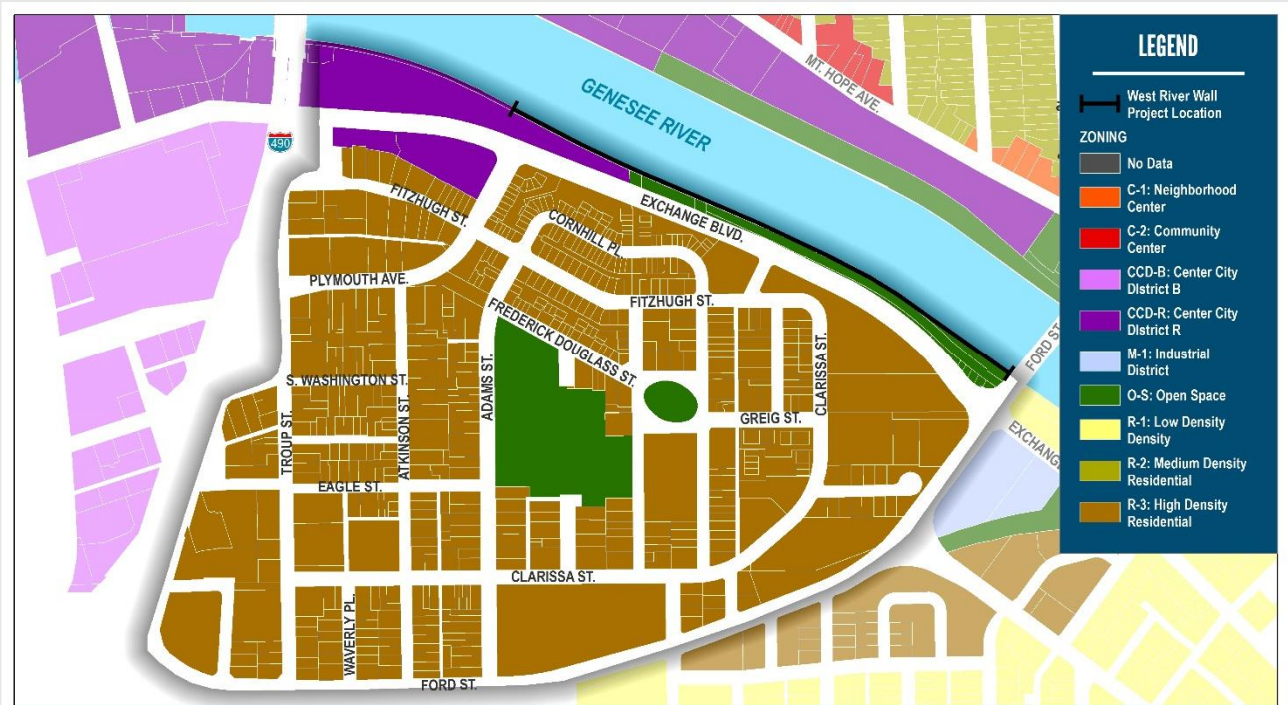 LEGEND
West River Wall
Project Location
ZONING
No Data
C-1: Neighborhood
Center
C-2: Community
Center
CCD-B: Center City
District B
CCD-R: Center City
District R
M-1: Industrial
District
O-S: Open Space
R-1: Low Density
Density
R-2: Medium Density
Residential
R-3: High Density
Residential
MT. HOPE AVE.
GENESEE RIVER
490
FITZHUGH ST.
EXCHANGE BLVD.
CORNHILL PL.
PLYMOUTH AVE.
FITZHUGH ST.
FREDERICK DOUGLASS ST.
FORD ST.
S. WASHINGTON ST.
ADAMS ST.
CLARISSA ST.
TROUP ST.
ATKINSON ST.
GREIG ST.
EXCHANGE
EAGLE ST.
CLARISSA ST.
WAVERLY PL.
FORD ST.